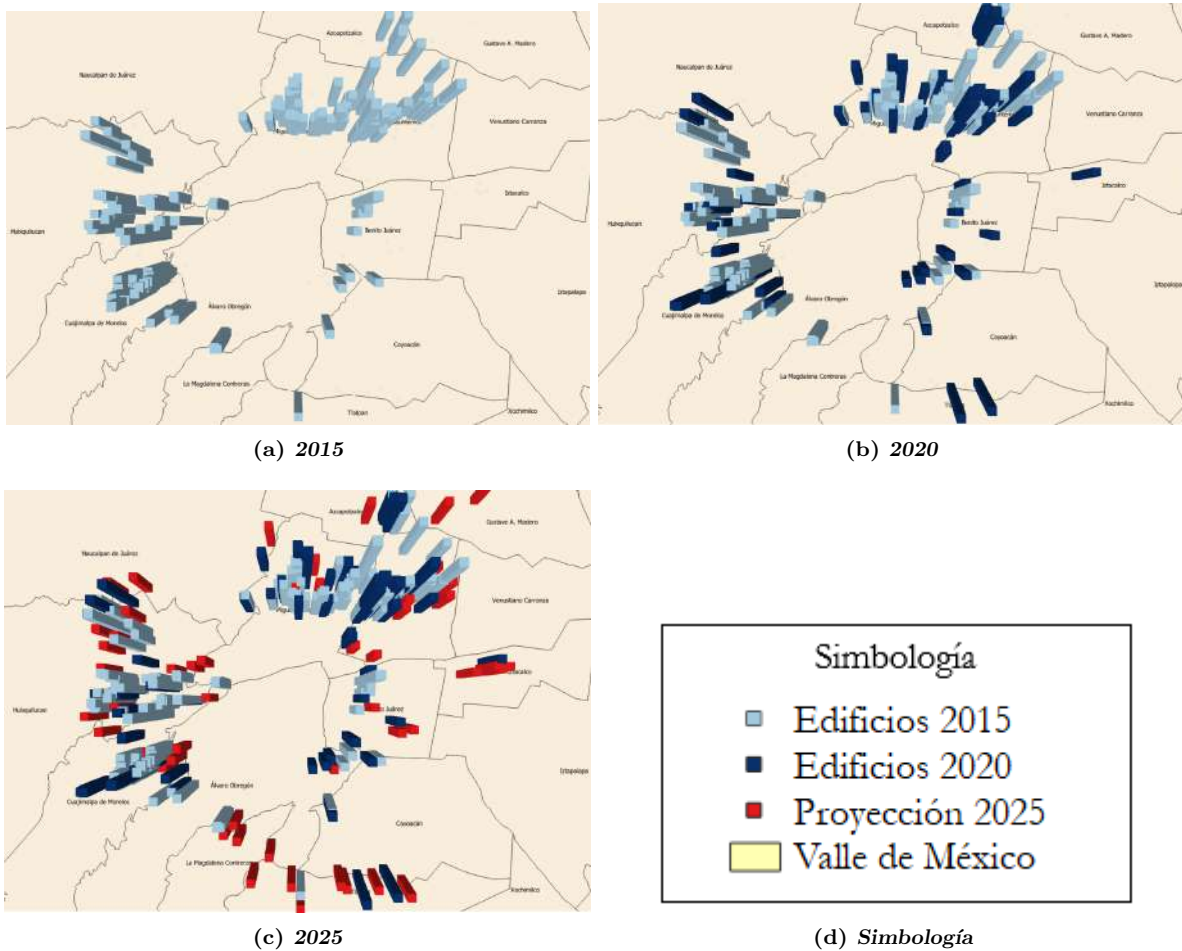 Azcapotzalco
Gustavo A. Madero
Naucalpan de Juárez
Venustiano Carranza
Iztacalco
Huixquilucan
Benito Juárez
Iztapalapa
Álvaro Obregón
Cuajimalpa de Morelos
Coyoacán
La Magdalena Contreras
Tlalpan
Xochimilco
(a) 2015
Azcapotzalco
Gustavo A. Madero
Naucalpan de Juárez
Venustiano Carranza
Iztacalco
Huixquilucan
Benito Juárez
Iztapalapa
Álvaro Obregón
Cuajimalpa de Morelos
Coyoacán
La Magdalena Contreras
Xochimilco
(b) 2020
Azcapotzalco
Gustavo A. Madero
Naucalpan de Juárez
Venustiano Carranza
Iztacalco
Huixquilucan
Juárez
Iztapalapa
Álvaro Obregón
Cuajimalpa de Morelos
Coyoacán
La Magdalena Contreras
Xochimilco
(c) 2025
Simbología
Edificios 2015
Edificios 2020
Proyección 2025
Valle de México
(d) Simbología